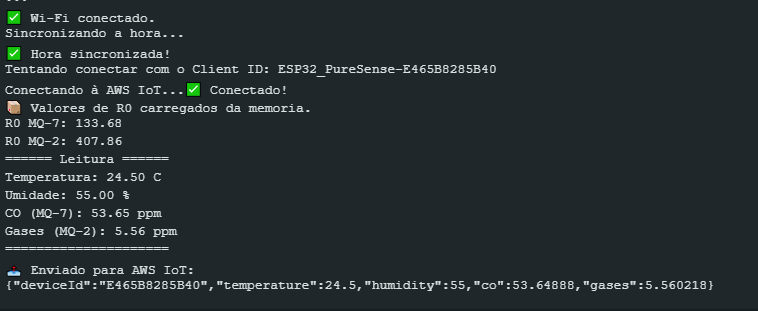 ...
✅ Wi-Fi conectado.
Sincronizando a hora...
✅ Hora sincronizada!
Tentando conectar com o Client ID: ESP32_PureSense-E465B8285B40
Conectando à AWS IoT...✅ Conectado!
📦 Valores de R0 carregados da memoria.
R0 MQ-7: 133.68
R0 MQ-2: 407.86
====== Leitura ======
Temperatura: 24.50 C
Umidade: 55.00 %
CO (MQ-7): 53.65 ppm
Gases (MQ-2): 5.56 ppm
=====================
📤 Enviado para AWS IoT:
{"deviceId":"E465B8285B40","temperature":24.5,"humidity":55,"co":53.64888,"gases":5.560218}